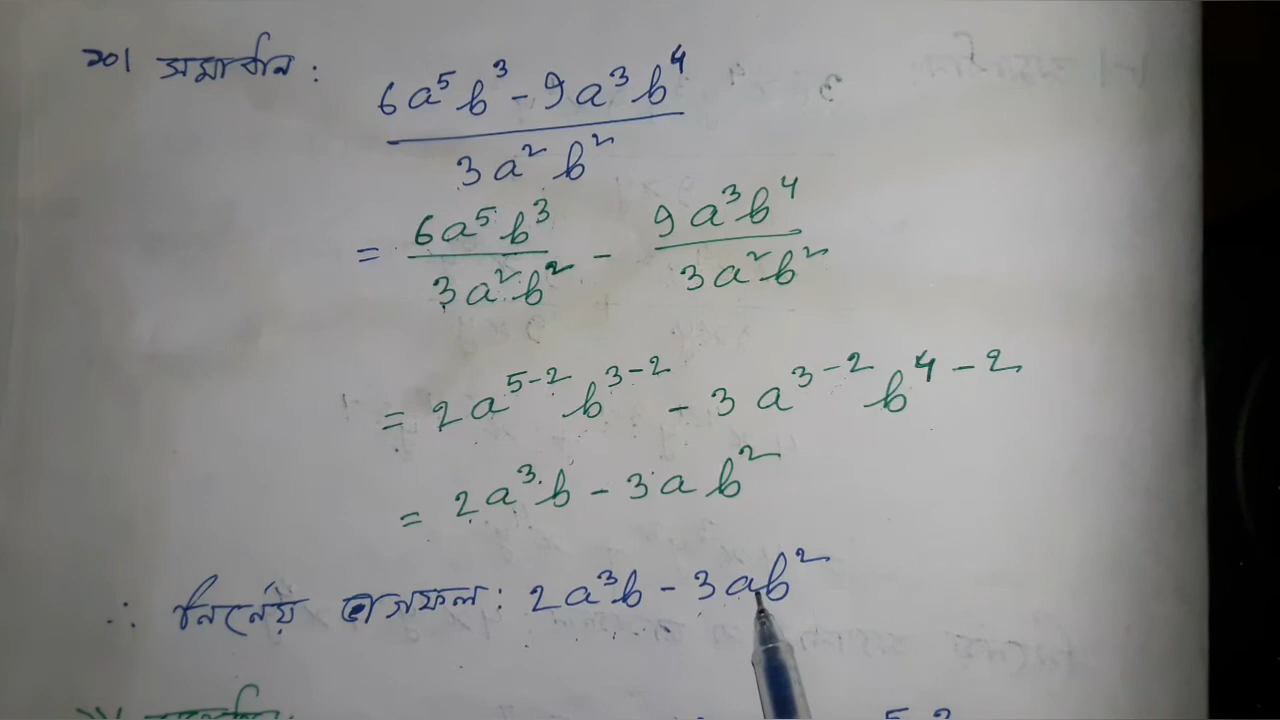 ১০। সমাধান: (6a⁵b³ - 9a³b⁴) / (3a²b²)
= 6a⁵b³ / 3a²b² - 9a³b⁴ / 3a²b²
= 2a⁵⁻²b³⁻² - 3a³⁻²b⁴⁻²
= 2a³b - 3ab²
∴ নির্ণেয় ভাগফল: 2a³b - 3ab²